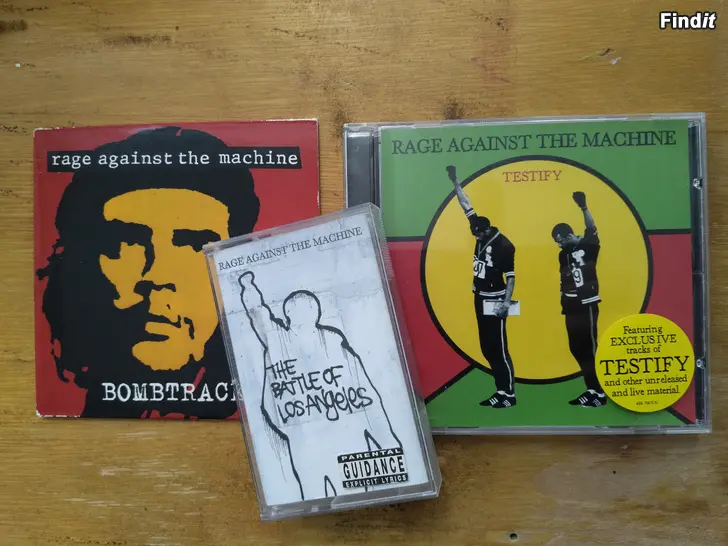 Findit
rage against the machine
BOMBTRACK
RAGE AGAINST THE MACHINE
THE
BATTLE OF
LOS ANgeleS
PARENTAL
GUIDANCE
EXPLICIT LYRICS
RAGE AGAINST THE MACHINE
TESTIFY
Featuring
EXCLUSIVE
tracks of
TESTIFY
and other unreleased
and live material